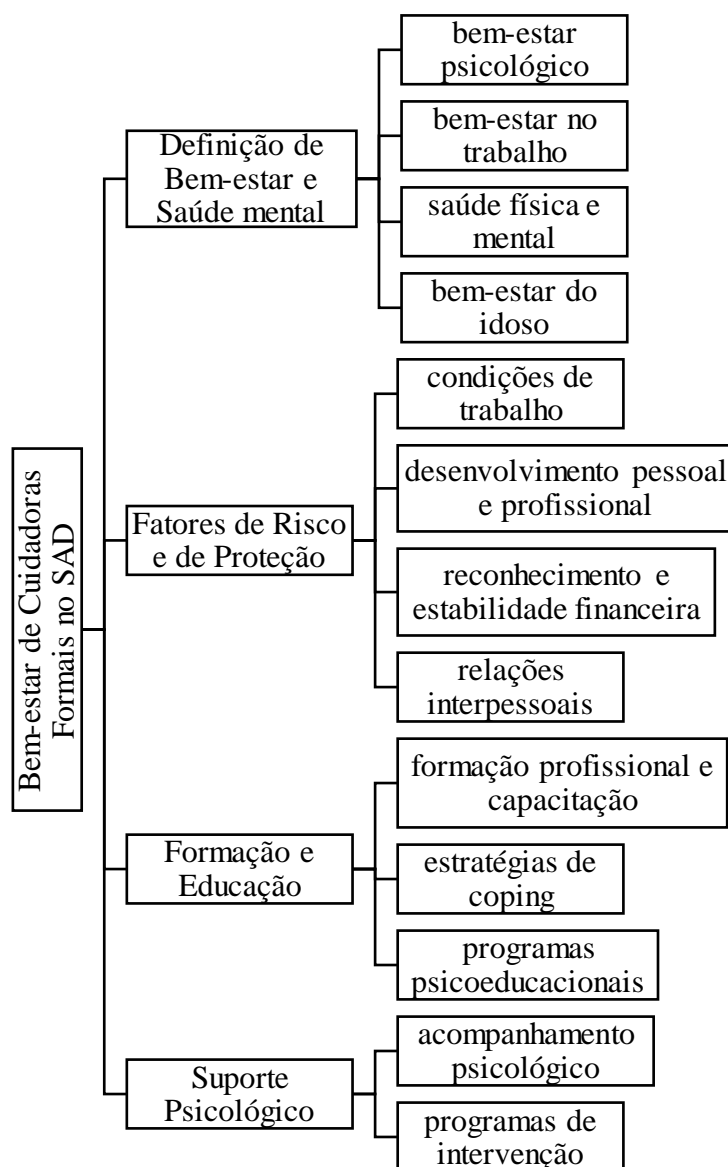 Bem-estar de Cuidadoras
Formais no SAD
Definição de
Bem-estar e
Saúde mental
bem-estar
psicológico
bem-estar no
trabalho
saúde física e
mental
bem-estar do
idoso
Fatores de Risco
e de Proteção
condições de
trabalho
desenvolvimento pessoal
e profissional
reconhecimento e
estabilidade financeira
relações
interpessoais
Formação e
Educação
formação profissional e
capacitação
estratégias de
coping
programas
psicoeducacionais
Suporte
Psicológico
acompanhamento
psicológico
programas de
intervenção